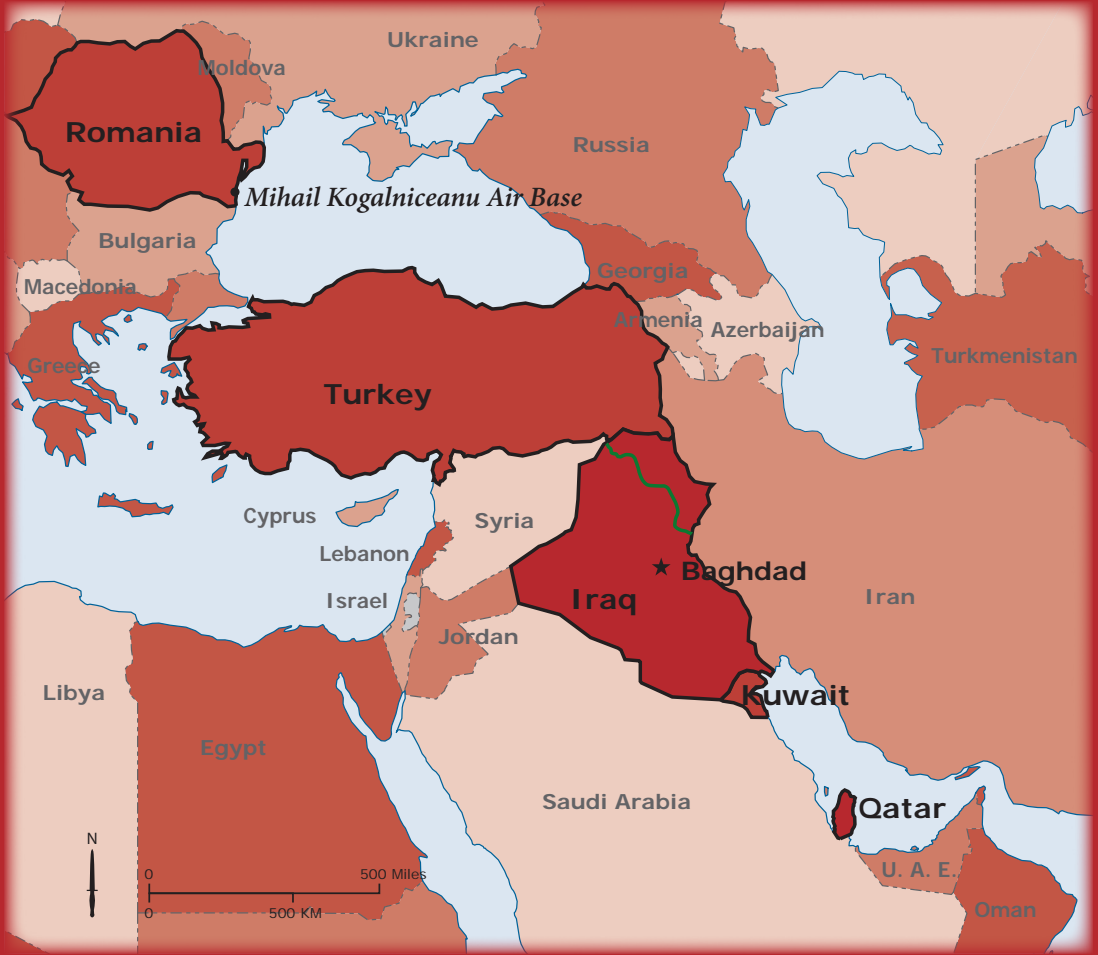 Ukraine
Moldova
Romania
Russia
Mihail Kogalniceanu Air Base
Bulgaria
Georgia
Macedonia
Armenia
Azerbaijan
Turkmenistan
Greece
Turkey
Cyprus
Syria
Lebanon
Baghdad
Iraq
Iran
Israel
Jordan
Libya
Kuwait
Egypt
Saudi Arabia
Qatar
N
0
500 Miles
U. A. E.
0
500 KM
Oman